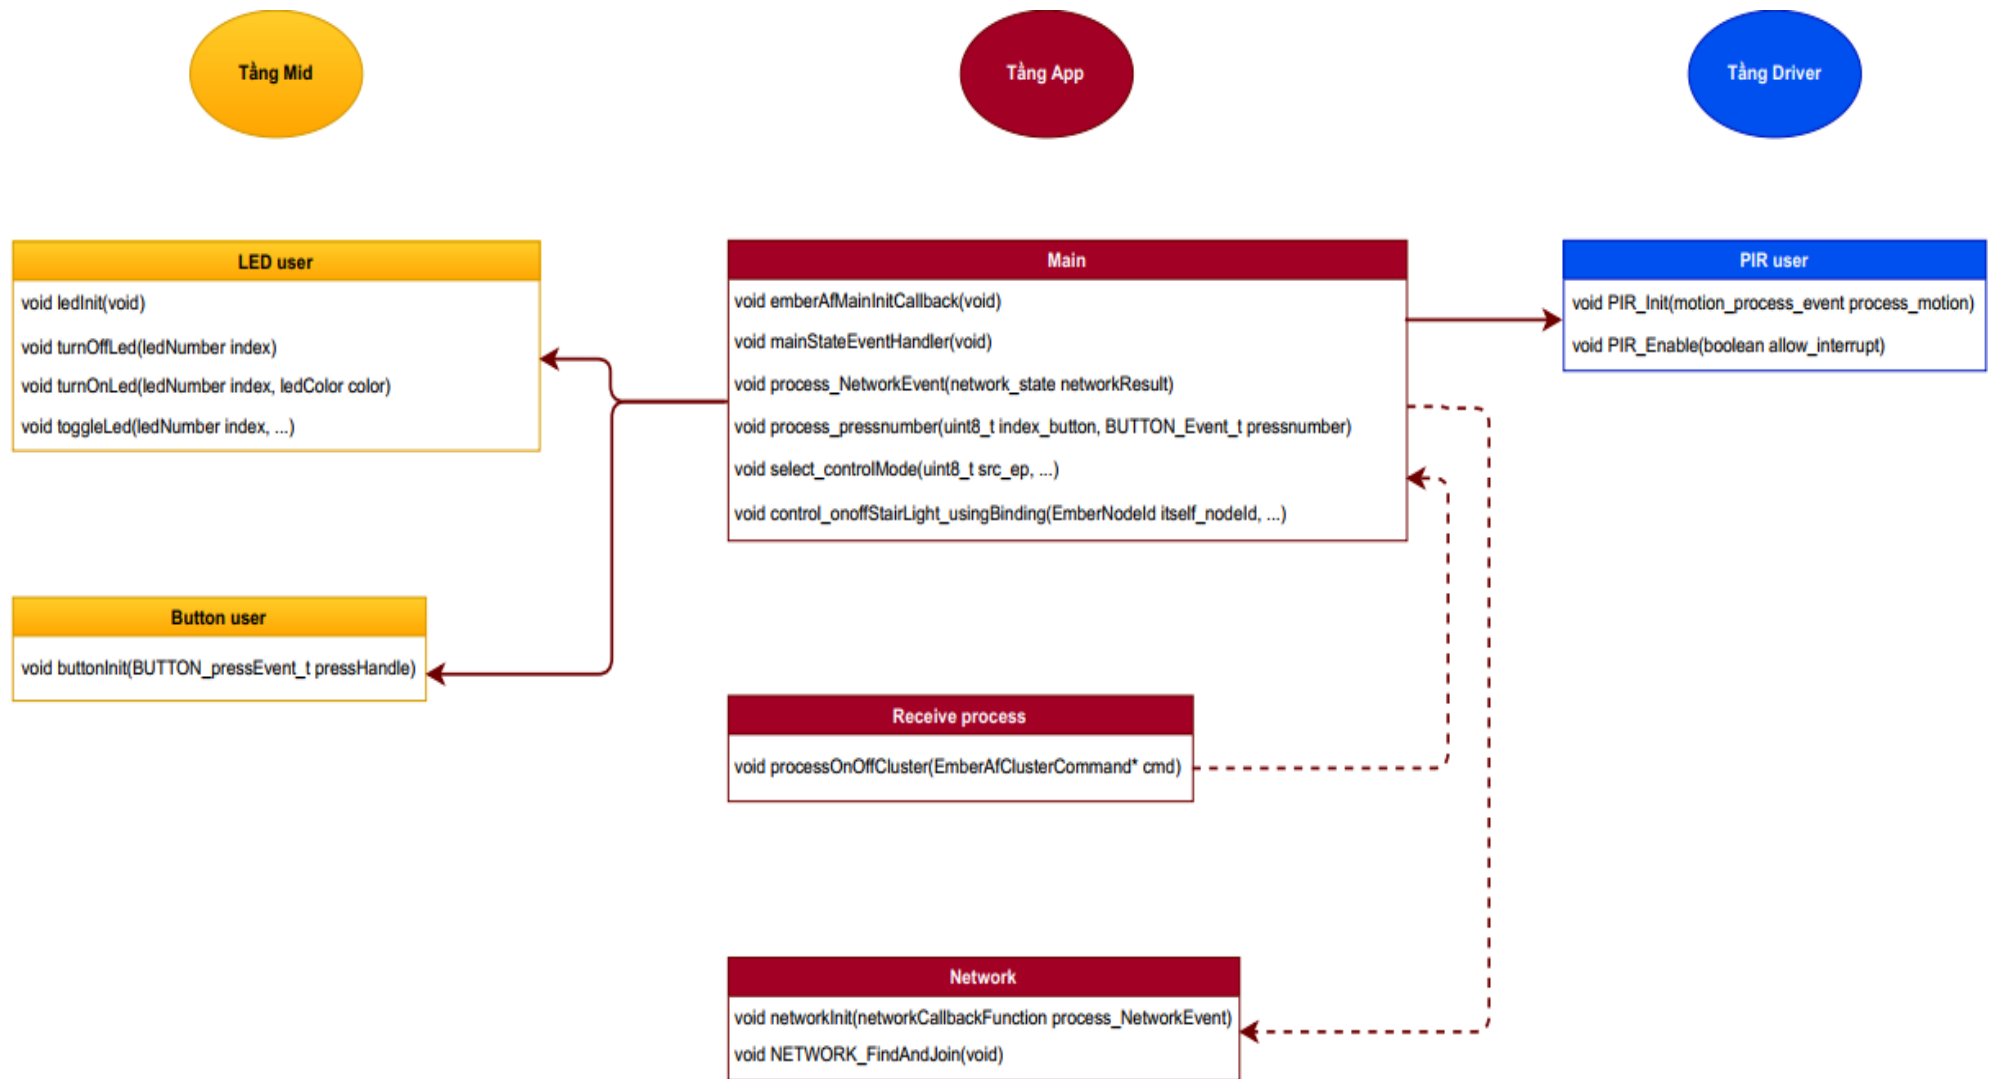 Tầng Mid
Tầng App
Tầng Driver
LED user
void ledInit(void)
void turnOffLed(ledNumber index)
void turnOnLed(ledNumber index, ledColor color)
void toggleLed(ledNumber index, ...)
Button user
void buttonInit(BUTTON_pressEvent_t pressHandle)
Main
void emberAfMainInitCallback(void)
void mainStateEventHandler(void)
void process_NetworkEvent(network_state networkResult)
void process_pressnumber(uint8_t index_button, BUTTON_Event_t pressnumber)
void select_controlMode(uint8_t src_ep, ...)
void control_onoffStairLight_usingBinding(EmberNodeId itself_nodeId, ...)
Receive process
void processOnOffCluster(EmberAfClusterCommand* cmd)
Network
void networkInit(networkCallbackFunction process_NetworkEvent)
void NETWORK_FindAndJoin(void)
PIR user
void PIR_Init(motion_process_event process_motion)
void PIR_Enable(boolean allow_interrupt)